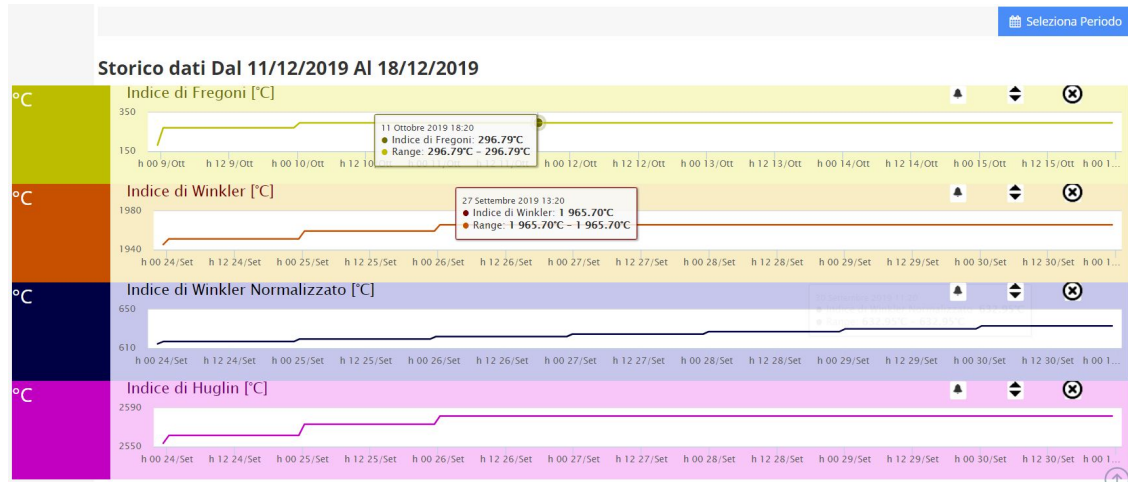 Seleziona Periodo
Storico dati Dal 11/12/2019 Al 18/12/2019
°C
Indice di Fregoni [°C]
350
150
11 Ottobre 2019 18:20
● Indice di Fregoni: 296.79°C
● Range: 296.79°C – 296.79°C
h 00 9/Ott h 12 9/Ott h 00 10/Ott h 12 10 h 00 12/Ott h 12 12/Ott h 00 13/Ott h 12 13/Ott h 00 14/Ott h 12 14/Ott h 00 15/Ott h 12 15/Ott h 00 1...
°C
Indice di Winkler [°C]
1980
1940
27 Settembre 2019 13:20
● Indice di Winkler: 1 965.70°C
● Range: 1 965.70°C – 1 965.70°C
h 00 24/Set h 12 24/Set h 00 25/Set h 12 25/Set h 00 26/Set h 12 26/Set h 00 27/Set h 12 27/Set h 00 28/Set h 12 28/Set h 00 29/Set h 12 29/Set h 00 30/Set h 12 30/Set h 00 1...
°C
Indice di Winkler Normalizzato [°C]
650
610
h 00 24/Set h 12 24/Set h 00 25/Set h 12 25/Set h 00 26/Set h 12 26/Set h 00 27/Set h 12 27/Set h 00 28/Set h 12 28/Set h 00 29/Set h 12 29/Set h 00 30/Set h 12 30/Set h 00 1...
°C
Indice di Huglin [°C]
2590
2550
h 00 24/Set h 12 24/Set h 00 25/Set h 12 25/Set h 00 26/Set h 12 26/Set h 00 27/Set h 12 27/Set h 00 28/Set h 12 28/Set h 00 29/Set h 12 29/Set h 00 30/Set h 12 30/Set h 00 1...